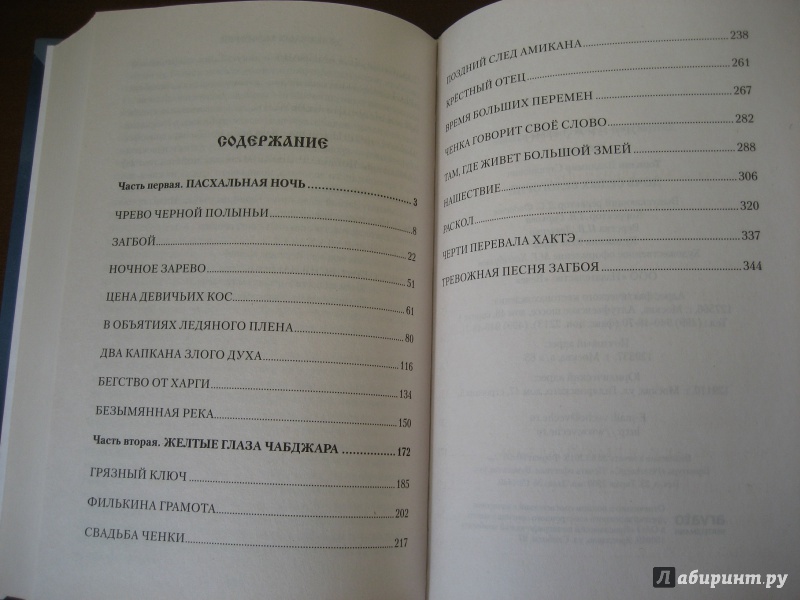 СОДЕРЖАНИЕ
Часть первая. ПАСХАЛЬНАЯ НОЧЬ 3
ЧРЕВО ЧЕРНОЙ ПОЛЫНЬИ 8
ЗАГБОЙ 22
НОЧНОЕ ЗАРЕВО 51
ЦЕНА ДЕВИЧЬИХ КОС 61
В ОБЪЯТИЯХ ЛЕДЯНОГО ПЛЕНА 80
ДВА КАПКАНА ЗЛОГО ДУХА 116
БЕГСТВО ОТ ХАРГИ 134
БЕЗЫМЯННАЯ РЕКА 150
Часть вторая. ЖЕЛТЫЕ ГЛАЗА ЧАБДЖАРА 172
ГРЯЗНЫЙ КЛЮЧ 185
ФИЛЬКИНА ГРАМОТА 202
СВАДЬБА ЧЕНКИ 217
ПОЗДНИЙ СЛЕД АМИКАНА 238
КРЁСТНЫЙ ОТЕЦ 261
ВРЕМЯ БОЛЬШИХ ПЕРЕМЕН 267
ЧЕНКА ГОВОРИТ СВОЁ СЛОВО 282
ТАМ, ГДЕ ЖИВЕТ БОЛЬШОЙ ЗМЕЙ 288
НАШЕСТВИЕ 306
РАСКОЛ 320
ЧЕРТИ ПЕРЕВАЛА ХАКТЭ 337
ТРЕВОЖНАЯ ПЕСНЯ ЗАГБОЯ 344
Лабиринт.ру